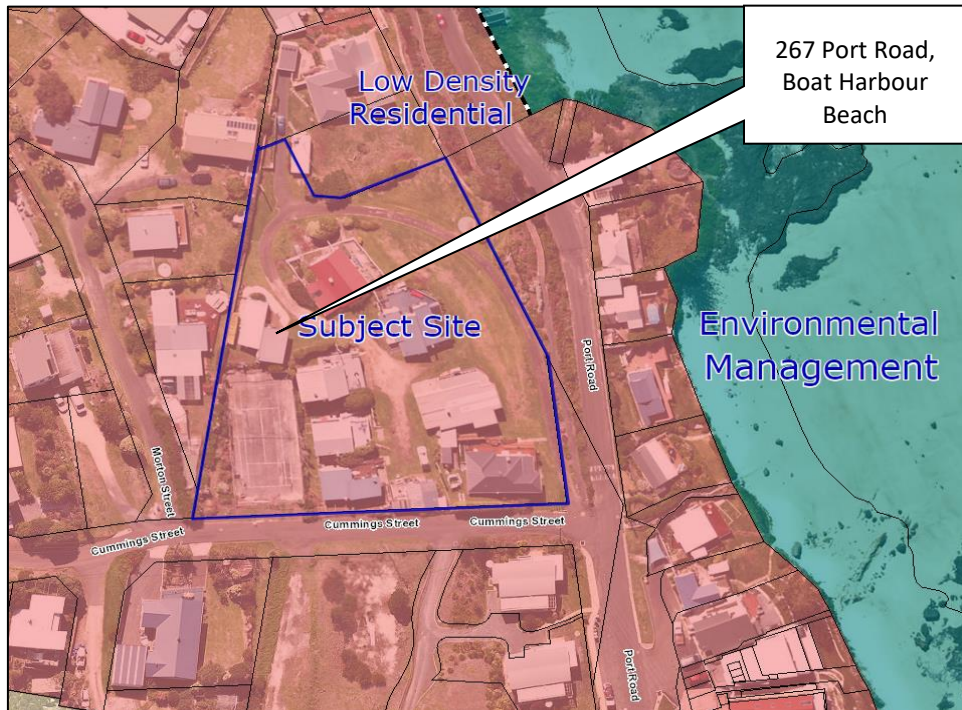 267 Port Road,
Boat Harbour
Beach
Low Density
Residential
Subject Site
Environmental
Management
Port Road
Morton Street
Cummings Street
Cummings Street
Cummings Street
Port Road